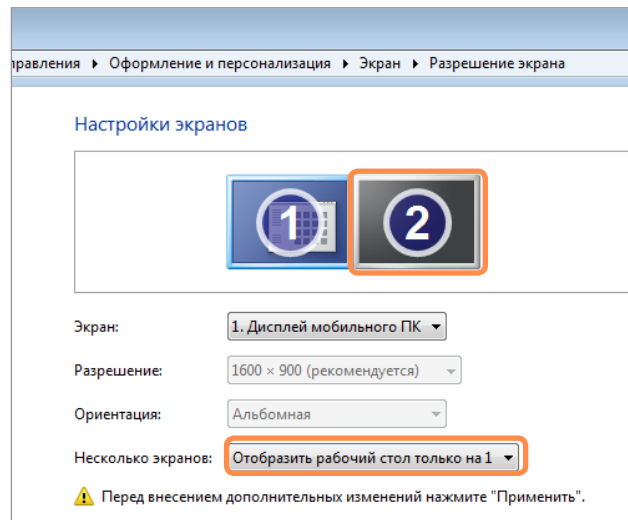 правления ▸ Оформление и персонализация ▸ Экран ▸ Разрешение экрана
Настройки экранов
1 2
Экран: 1. Дисплей мобильного ПК
Разрешение: 1600 × 900 (рекомендуется)
Ориентация: Альбомная
Несколько экранов: Отобразить рабочий стол только на 1
Перед внесением дополнительных изменений нажмите "Применить".